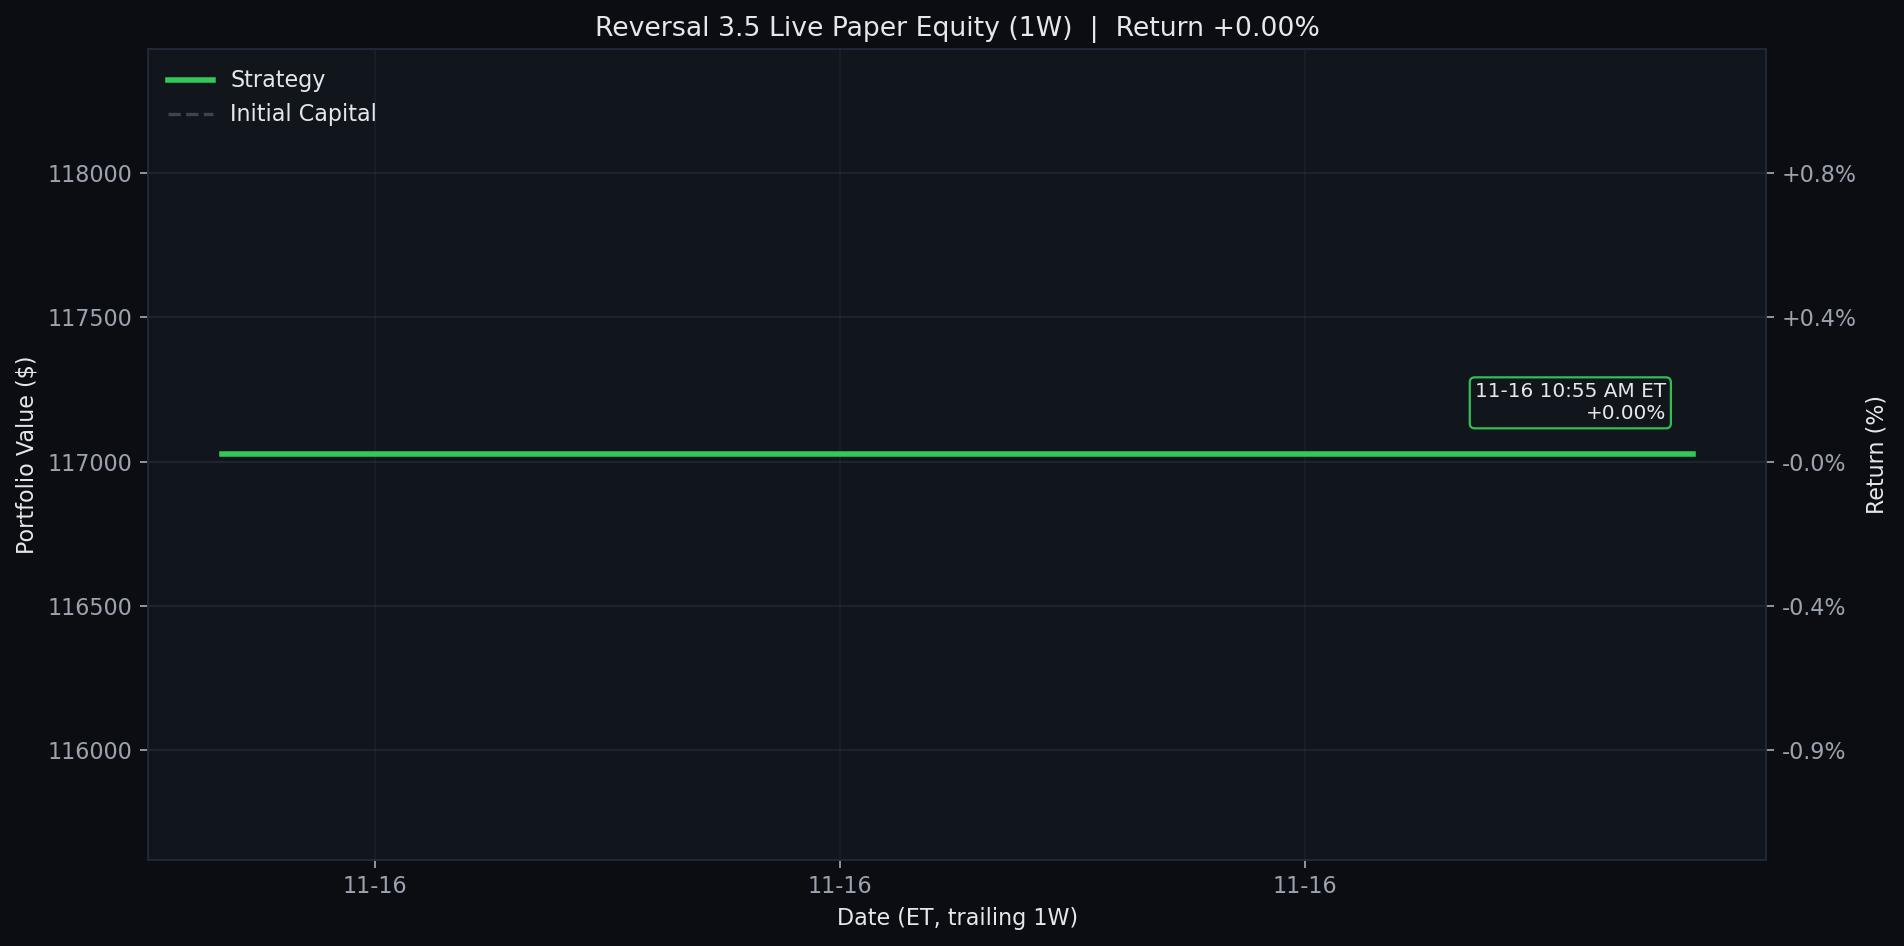 Reversal 3.5 Live Paper Equity (1W) | Return +0.00%
Strategy
Initial Capital
118000
117500
117000
116500
116000
Portfolio Value ($)
+0.8%
+0.4%
-0.0%
-0.4%
-0.9%
Return (%)
11-16 10:55 AM ET
+0.00%
11-16
11-16
11-16
Date (ET, trailing 1W)